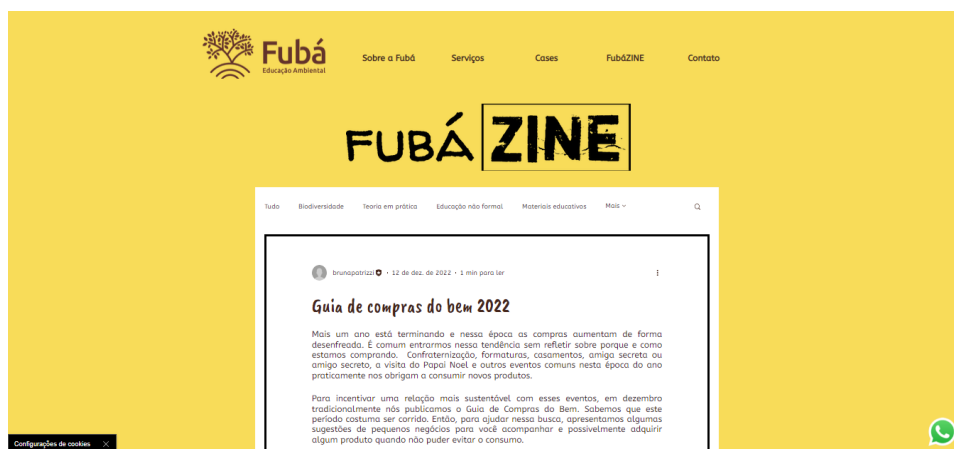 Fubá
Educação Ambiental
Sobre a Fubá
Serviços
Cases
FubáZINE
Contato
FUBÁ ZINE
Tudo
Biodiversidade
Teoria em prática
Educação não formal
Materiais educativos
Mais
brunapatrizzi · 12 de dez. de 2022 · 1 min para ler
Guia de compras do bem 2022
Mais um ano está terminando e nessa época as compras aumentam de forma
desenfreada. É comum entrarmos nessa tendência sem refletir sobre porque e como
estamos comprando. Confraternização, formaturas, casamentos, amiga secreta ou
amigo secreto, a visita do Papai Noel e outros eventos comuns nesta época do ano
praticamente nos obrigam a consumir novos produtos.
Para incentivar uma relação mais sustentável com esses eventos, em dezembro
tradicionalmente nós publicamos o Guia de Compras do Bem. Sabemos que este
período costuma ser corrido. Então, para ajudar nessa busca, apresentamos algumas
sugestões de pequenos negócios para você acompanhar e possivelmente adquirir
algum produto quando não puder evitar o consumo.
Configurações de cookies